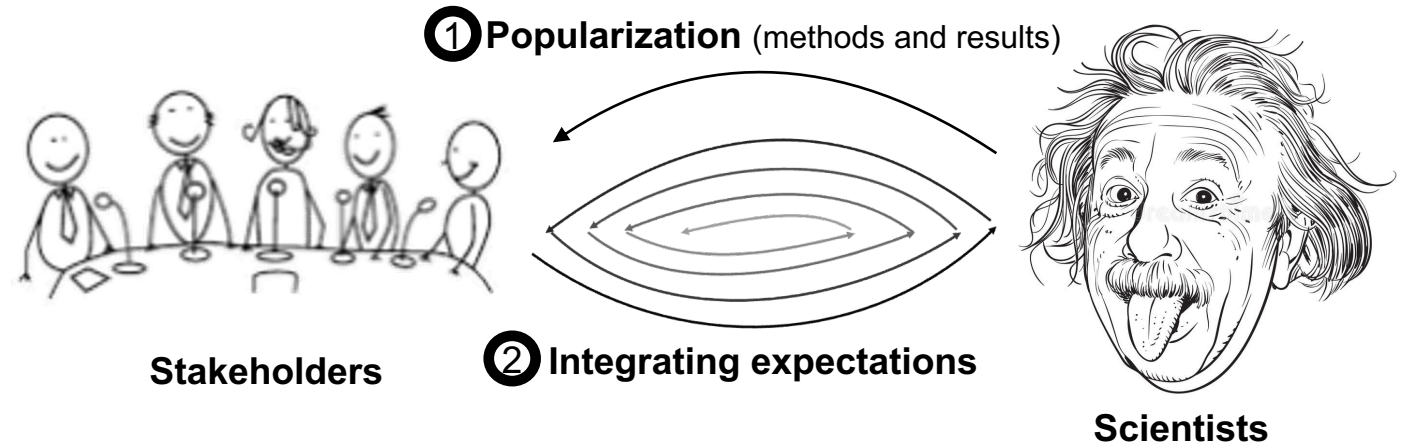 1 Popularization (methods and results)
2 Integrating expectations
Stakeholders
Scientists